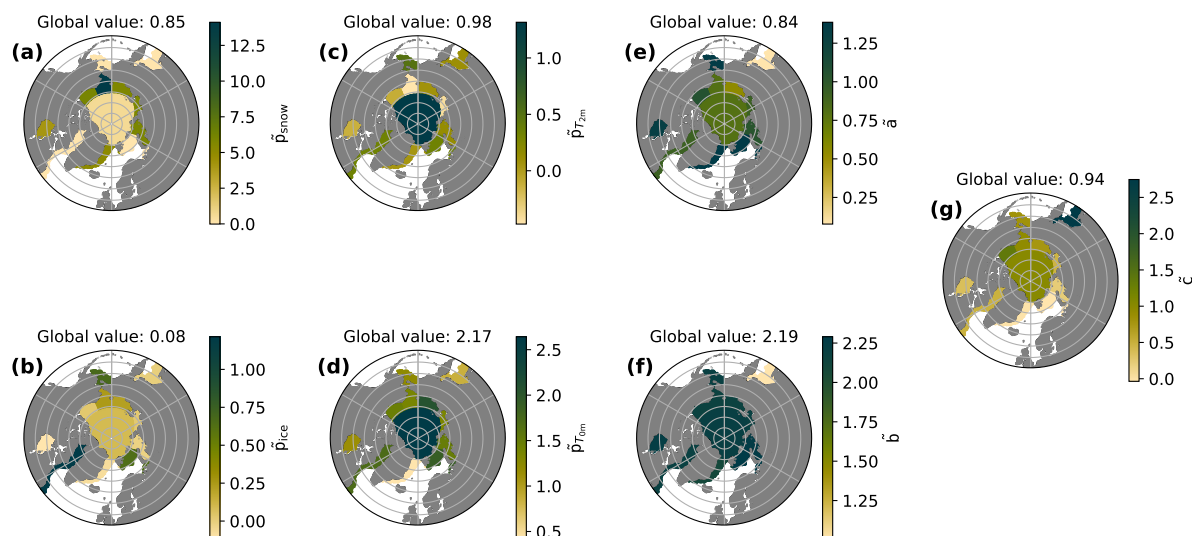 Global value: 0.85
(a)
12.5
10.0
7.5
5.0
2.5
0.0
p̃snow
Global value: 0.98
(c)
1.0
0.5
0.0
p̃T2m
Global value: 0.84
(e)
1.25
1.00
0.75
0.50
0.25
ã
Global value: 0.94
(g)
2.5
2.0
1.5
1.0
0.5
0.0
c̃
Global value: 0.08
(b)
1.00
0.75
0.50
0.25
0.00
p̃ice
Global value: 2.17
(d)
2.5
2.0
1.5
1.0
0.5
p̃T0m
Global value: 2.19
(f)
2.25
2.00
1.75
1.50
1.25
b̃